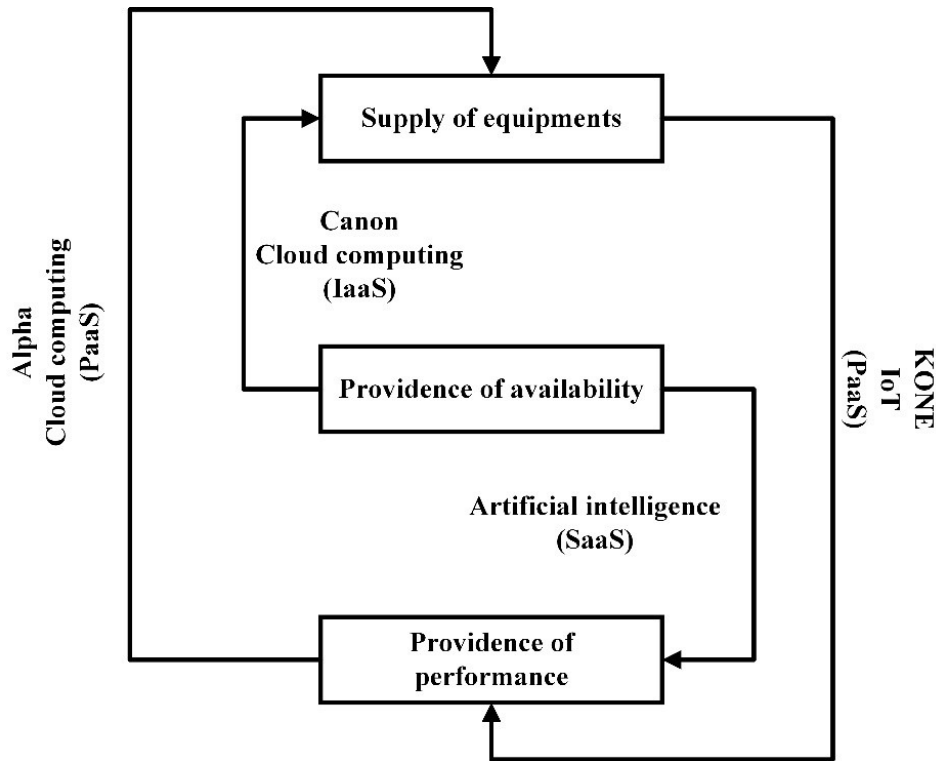 Supply of equipments
Canon
Cloud computing
(IaaS)
Alpha
Cloud computing
(PaaS)
Providence of availability
KONE
IoT
(PaaS)
Artificial intelligence
(SaaS)
Providence of
performance